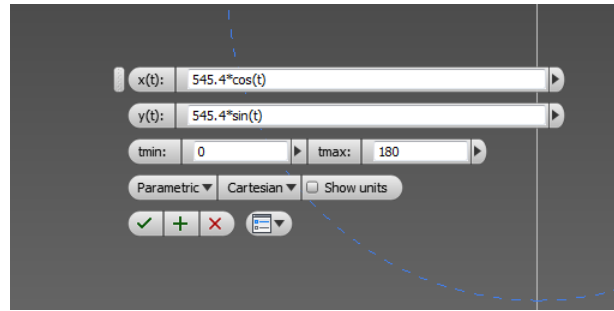 x(t): 545.4*cos(t)
y(t): 545.4*sin(t)
tmin: 0 tmax: 180
Parametric Cartesian Show units